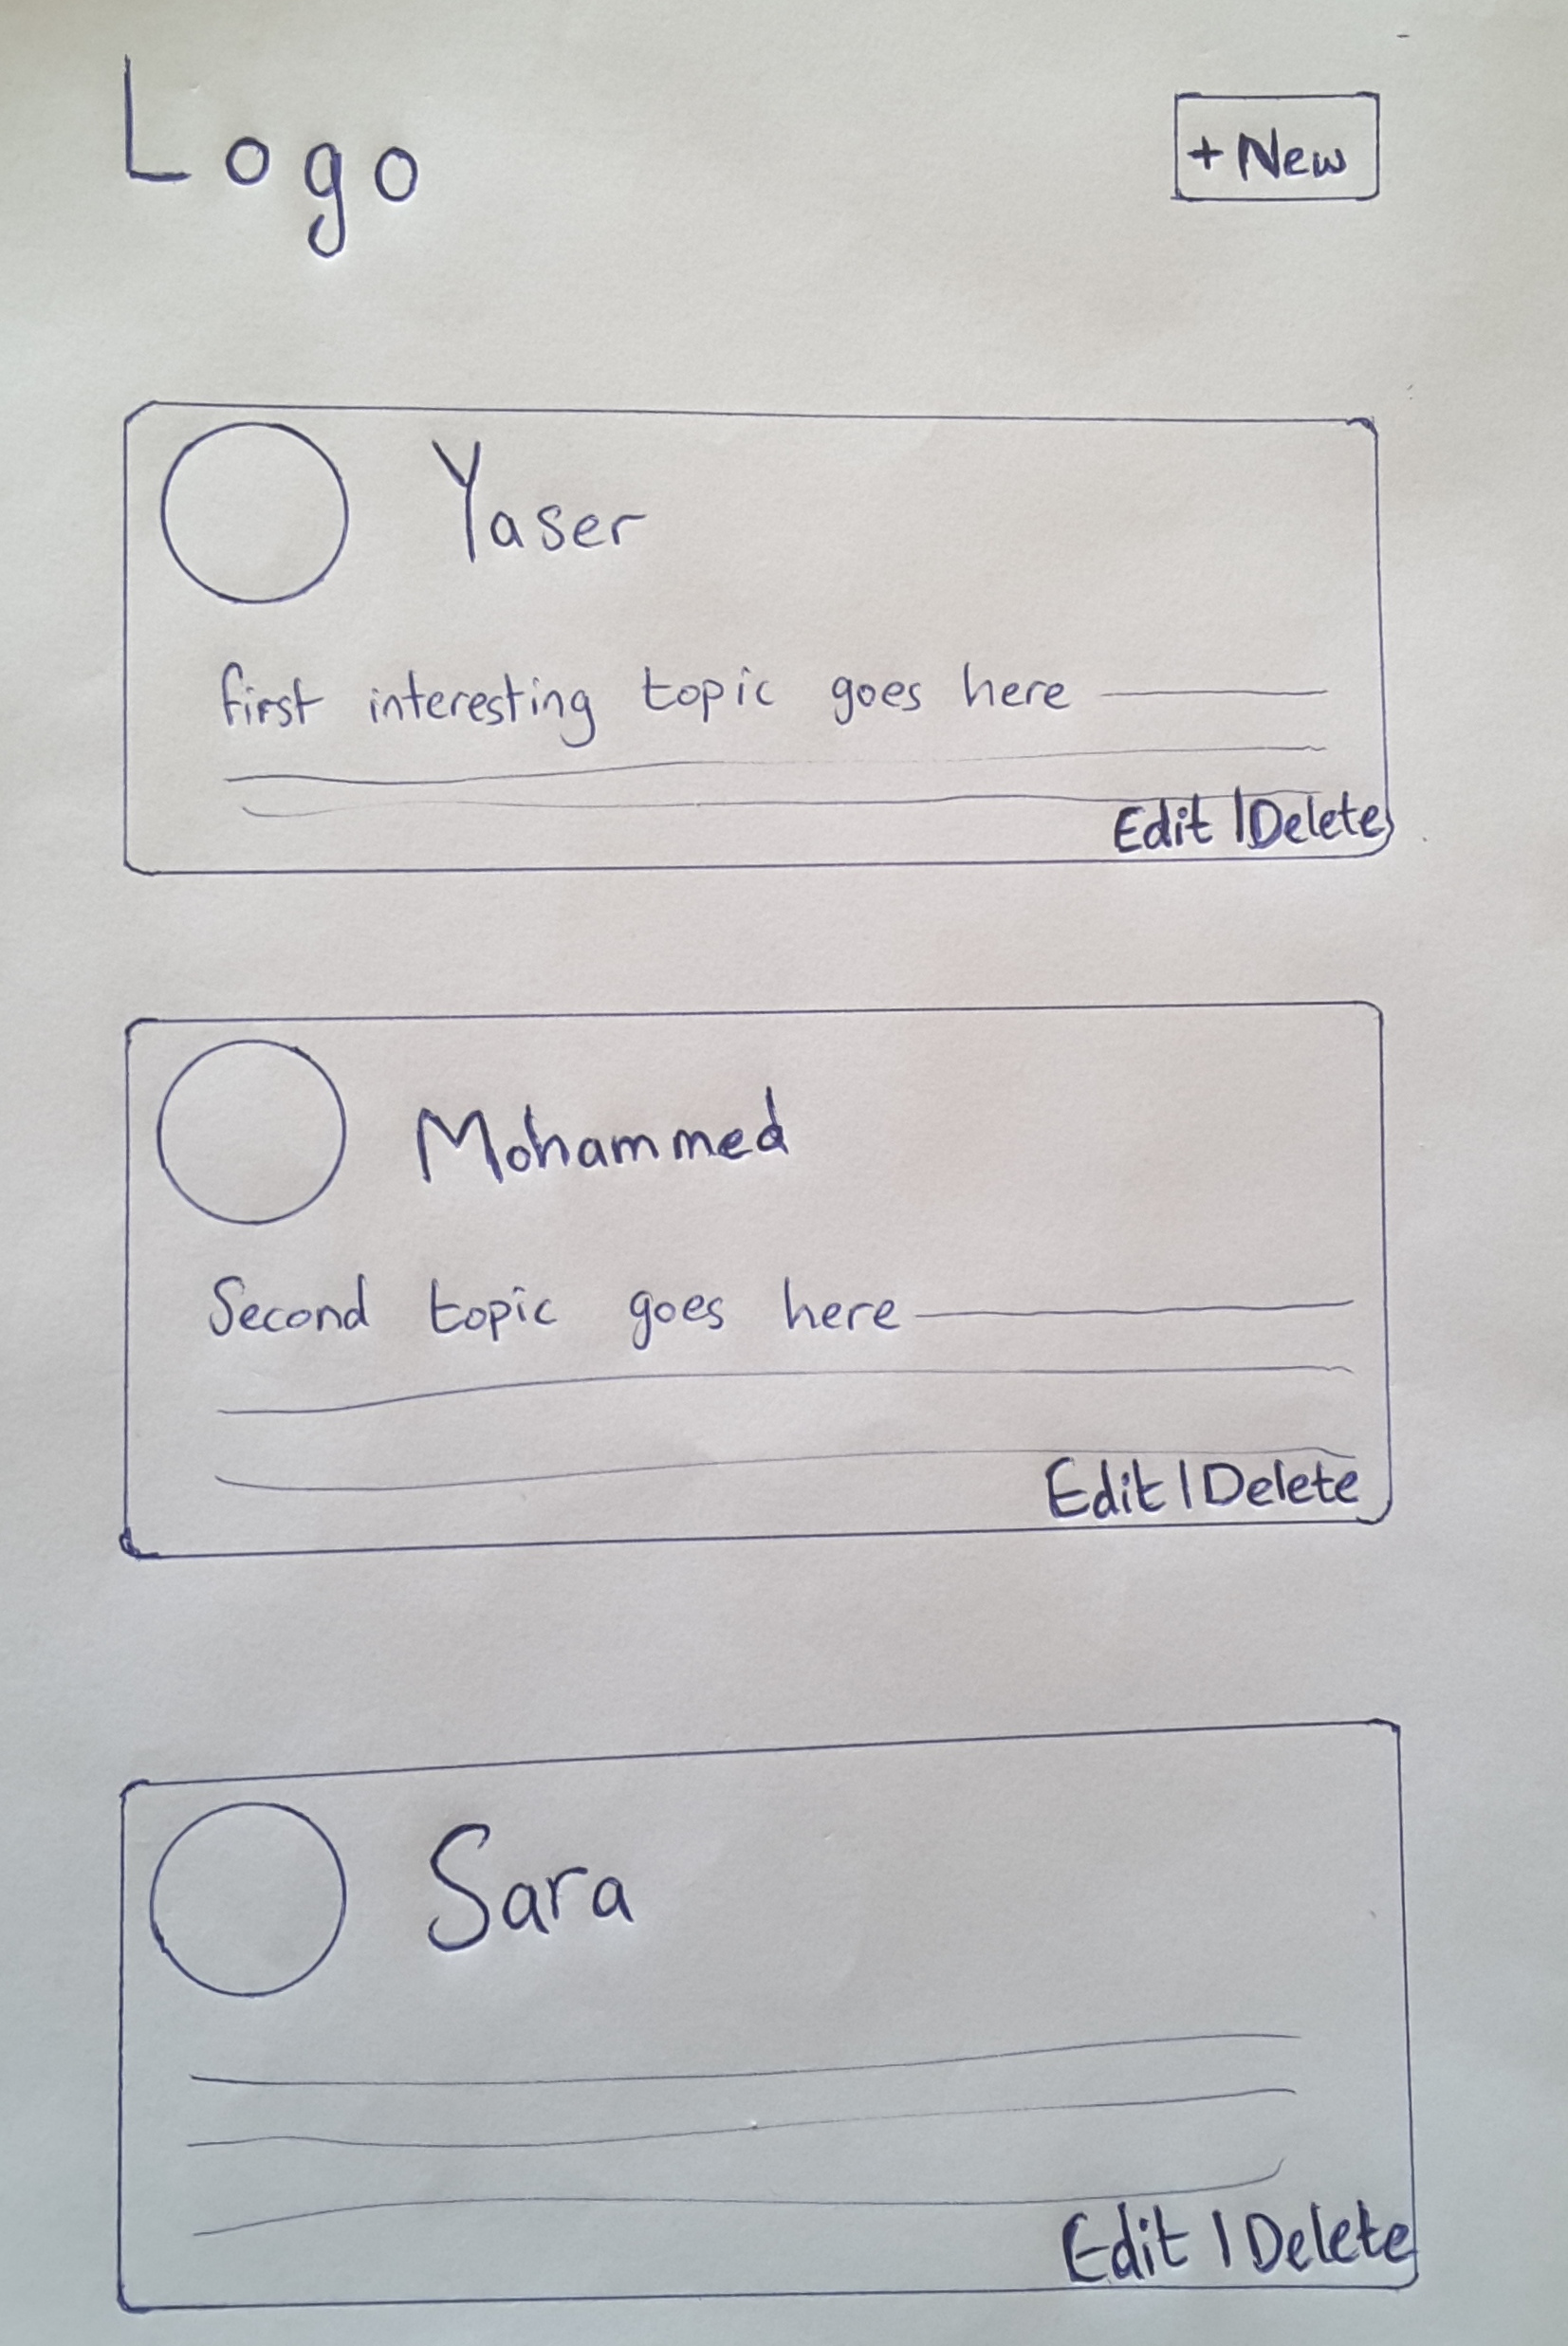 Logo
+ New
Yaser
first interesting topic goes here
Edit | Delete
Mohammed
Second topic goes here
Edit | Delete
Sara
Edit | Delete